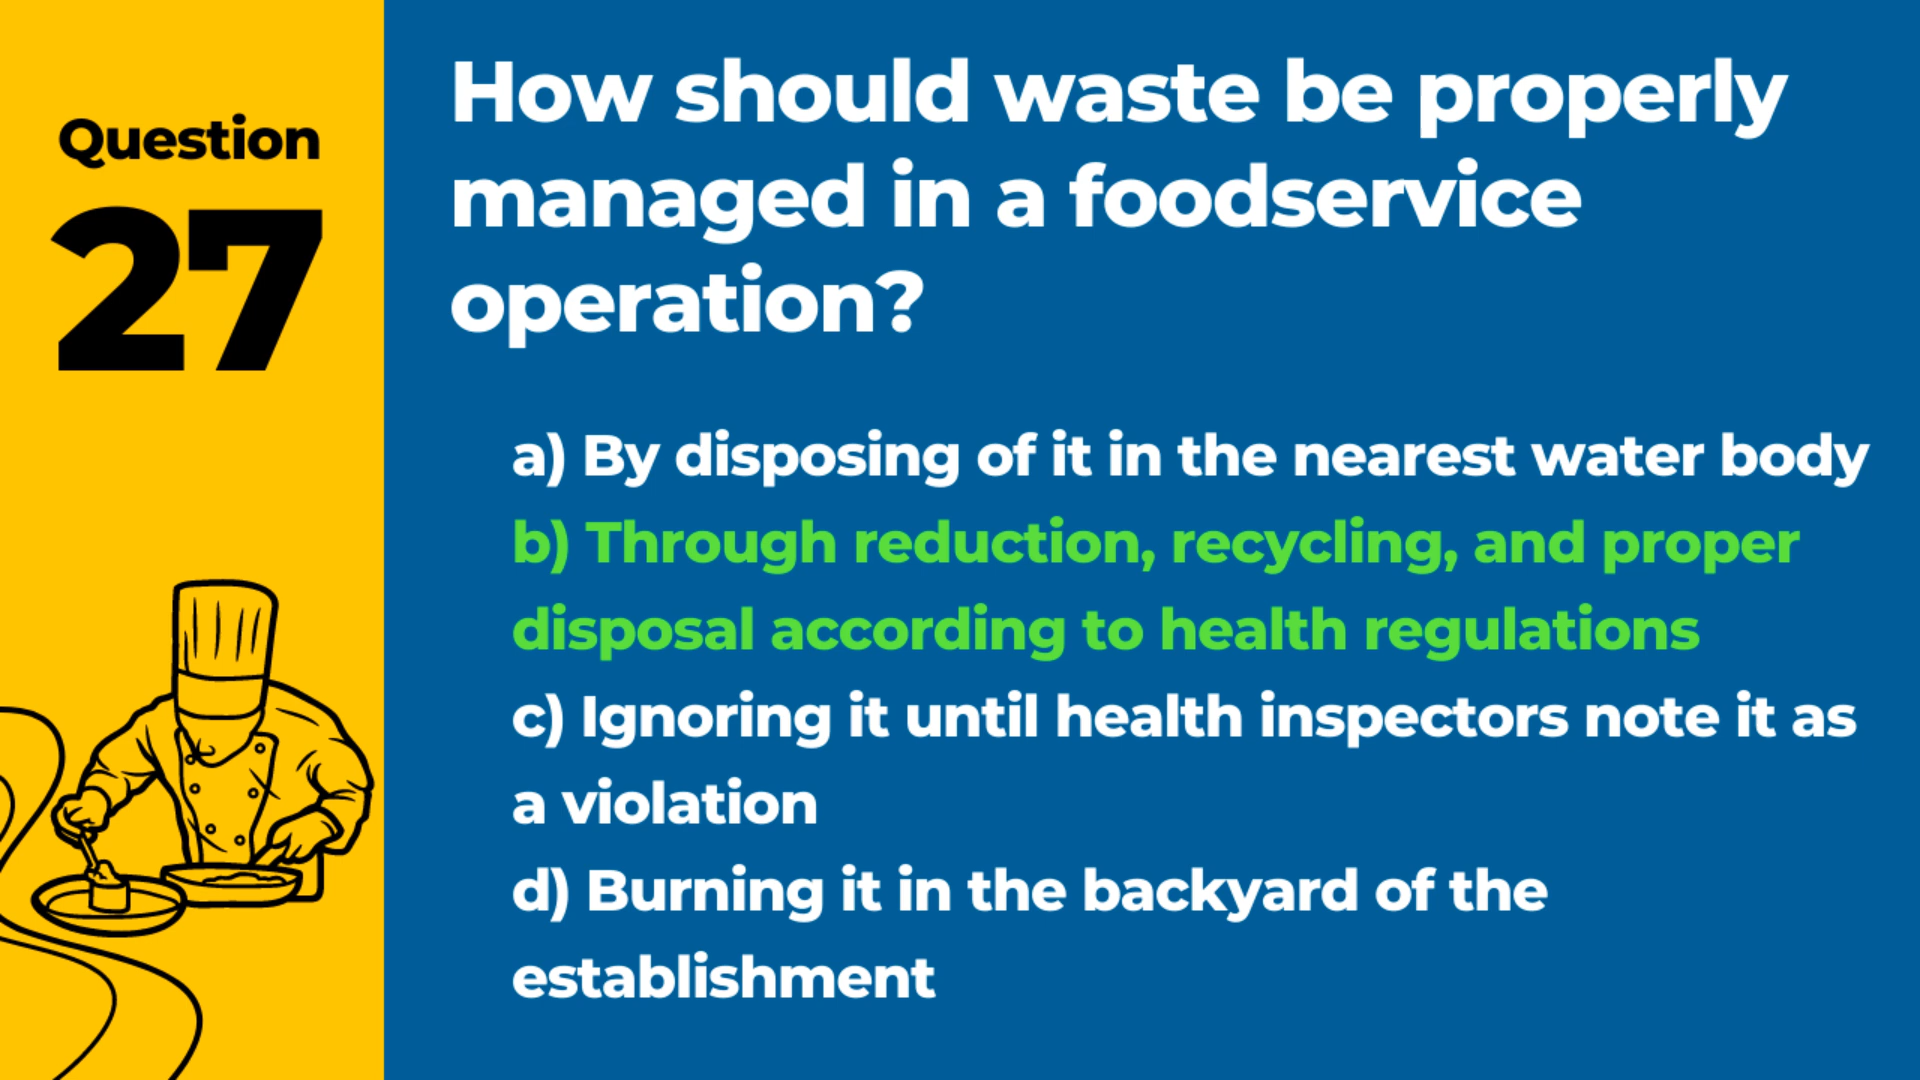 Question
27
How should waste be properly
managed in a foodservice
operation?
a) By disposing of it in the nearest water body
b) Through reduction, recycling, and proper
disposal according to health regulations
c) Ignoring it until health inspectors note it as
a violation
d) Burning it in the backyard of the
establishment